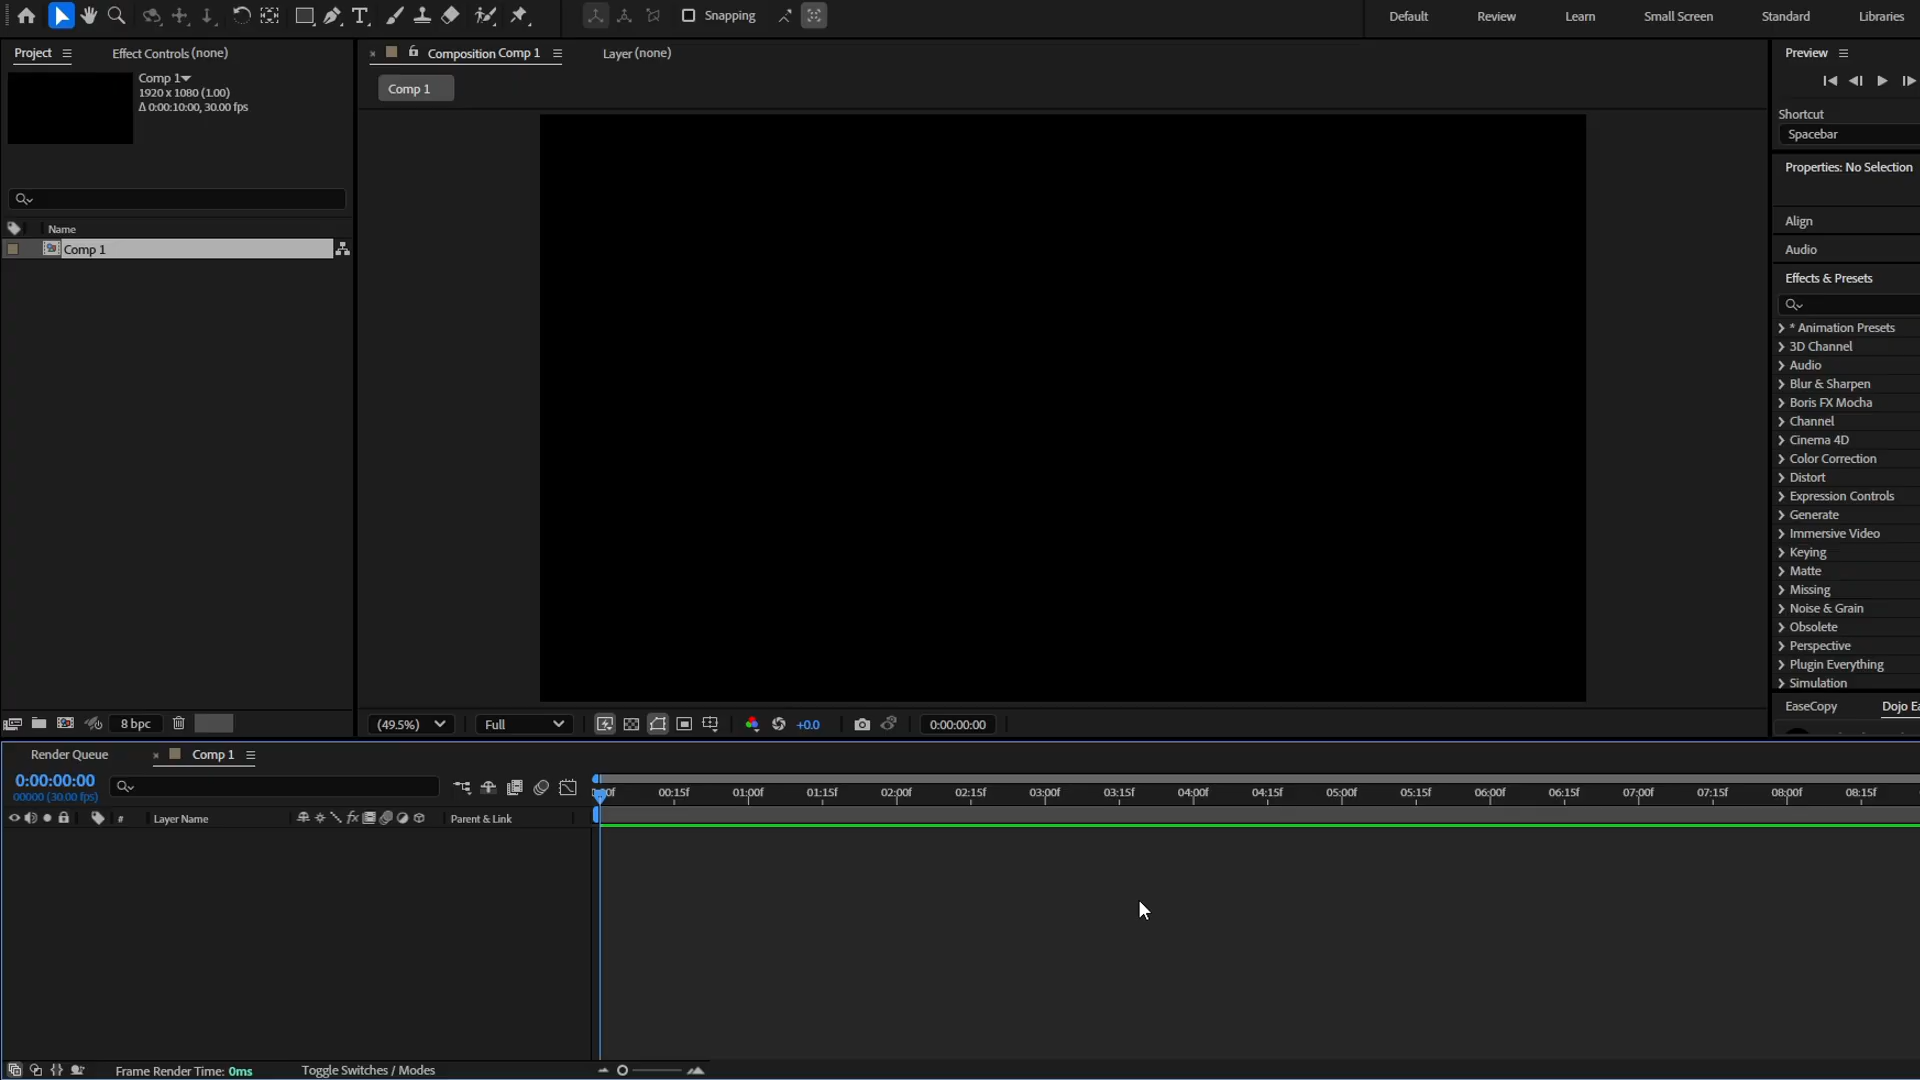 Snapping
Default
Review
Learn
Small Screen
Standard
Libraries
Project
Effect Controls (none)
Composition Comp 1
Layer (none)
Preview
Comp 1
1920 x 1080 (1.00)
Δ 0:00:10:00, 30.00 fps
Comp 1
Shortcut
Spacebar
Properties: No Selection
Align
Audio
Effects & Presets
Name
Comp 1
* Animation Presets
3D Channel
Audio
Blur & Sharpen
Boris FX Mocha
Channel
Cinema 4D
Color Correction
Distort
Expression Controls
Generate
Immersive Video
Keying
Matte
Missing
Noise & Grain
Obsolete
Perspective
Plugin Everything
Simulation
EaseCopy
Dojo Ea
8 bpc
(49.5%)
Full
+0.0
0:00:00:00
Render Queue
Comp 1
0:00:00:00
00000 (30.00 fps)
00:15f
01:00f
01:15f
02:00f
02:15f
03:00f
03:15f
04:00f
04:15f
05:00f
05:15f
06:00f
06:15f
07:00f
07:15f
08:00f
08:15f
#
Layer Name
Parent & Link
Frame Render Time: 0ms
Toggle Switches / Modes